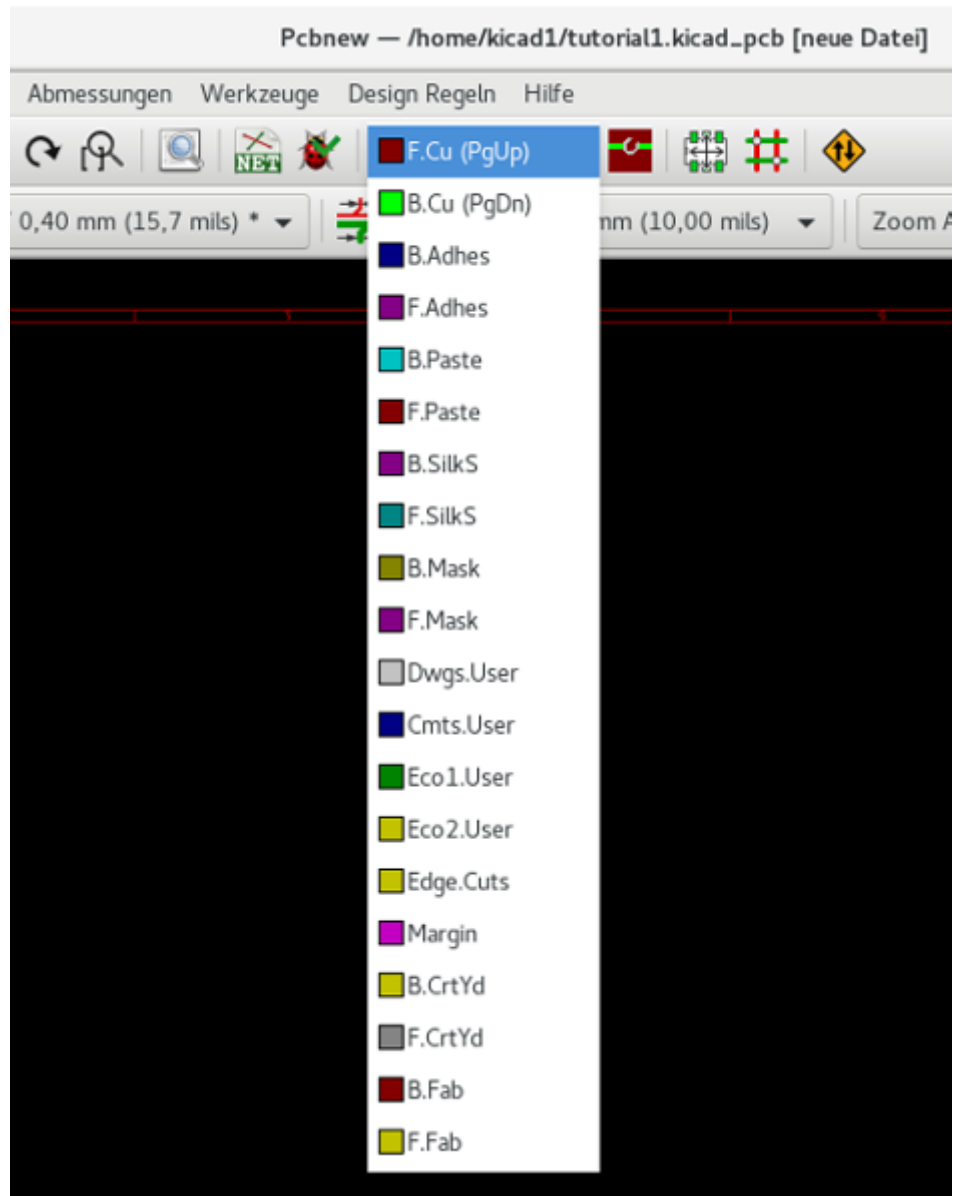 Pcbnew — /home/kicad1/tutorial1.kicad_pcb [neue Datei]
Abmessungen Werkzeuge Design Regeln Hilfe
NET
F.Cu (PgUp)
0,40 mm (15,7 mils) *
mm (10,00 mils)
Zoom A
B.Cu (PgDn)
B.Adhes
F.Adhes
B.Paste
F.Paste
B.SilkS
F.SilkS
B.Mask
F.Mask
Dwgs.User
Cmts.User
Eco1.User
Eco2.User
Edge.Cuts
Margin
B.CrtYd
F.CrtYd
B.Fab
F.Fab